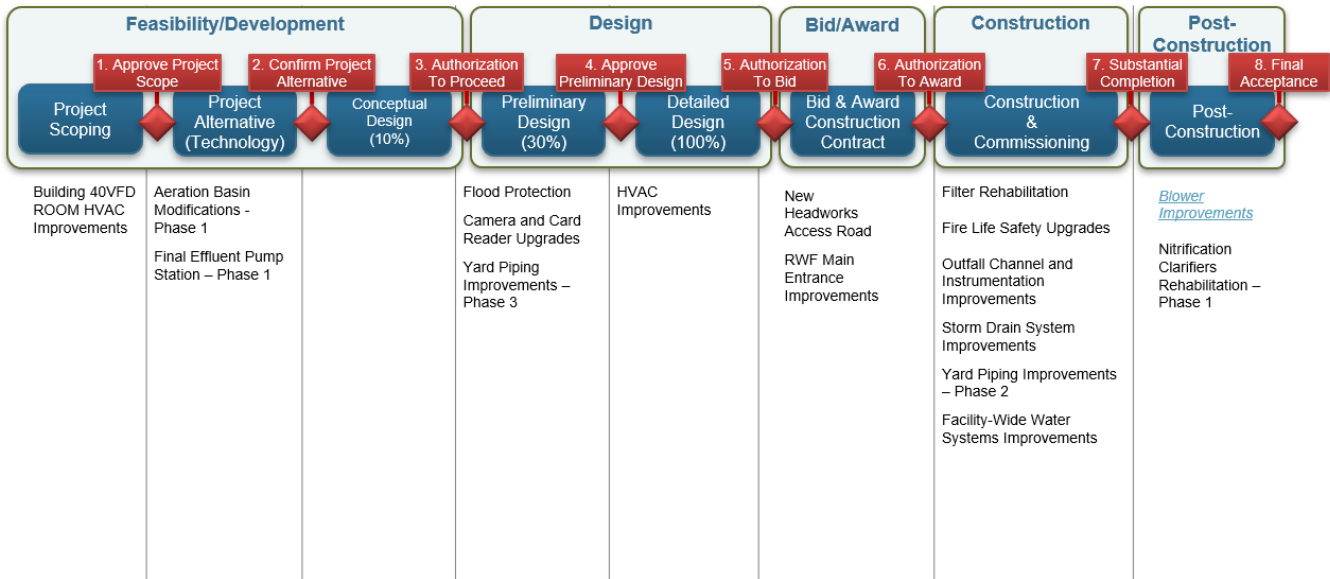 Feasibility/Development
Design
Bid/Award
Construction
Post-
Construction
1. Approve Project
Scope
2. Confirm Project
Alternative
3. Authorization
To Proceed
4. Approve
Preliminary Design
5. Authorization
To Bid
6. Authorization
To Award
7. Substantial
Completion
8. Final
Acceptance
Project
Scoping
Project
Alternative
(Technology)
Conceptual
Design
(10%)
Preliminary
Design
(30%)
Detailed
Design
(100%)
Bid & Award
Construction
Contract
Construction
&
Commissioning
Post-
Construction
Building 40VFD
ROOM HVAC
Improvements
Aeration Basin
Modifications -
Phase 1
Final Effluent Pump
Station – Phase 1
Flood Protection
Camera and Card
Reader Upgrades
Yard Piping
Improvements –
Phase 3
HVAC
Improvements
New
Headworks
Access Road
RWF Main
Entrance
Improvements
Filter Rehabilitation
Fire Life Safety Upgrades
Outfall Channel and
Instrumentation
Improvements
Storm Drain System
Improvements
Yard Piping Improvements
– Phase 2
Facility-Wide Water
Systems Improvements
Blower
Improvements
Nitrification
Clarifiers
Rehabilitation –
Phase 1